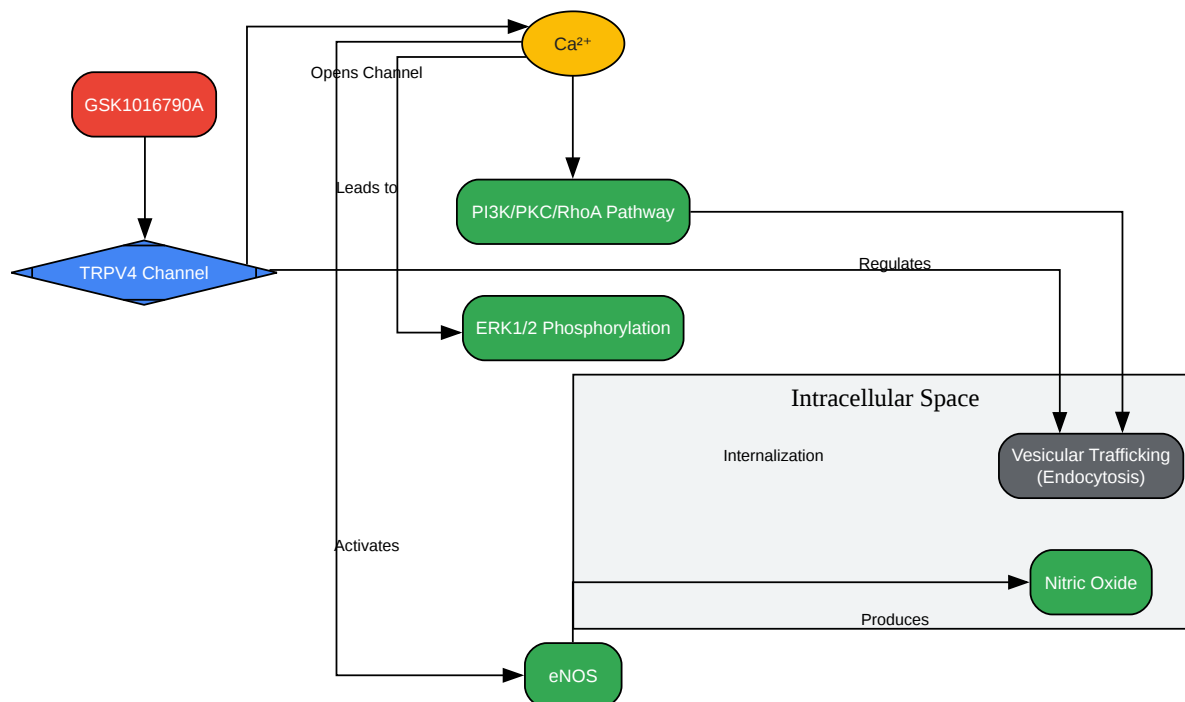 Ca²⁺
Opens Channel
GSK1016790A
Leads to
PI3K/PKC/RhoA Pathway
TRPV4 Channel
Regulates
ERK1/2 Phosphorylation
Intracellular Space
Internalization
Vesicular Trafficking
(Endocytosis)
Activates
Nitric Oxide
Produces
eNOS